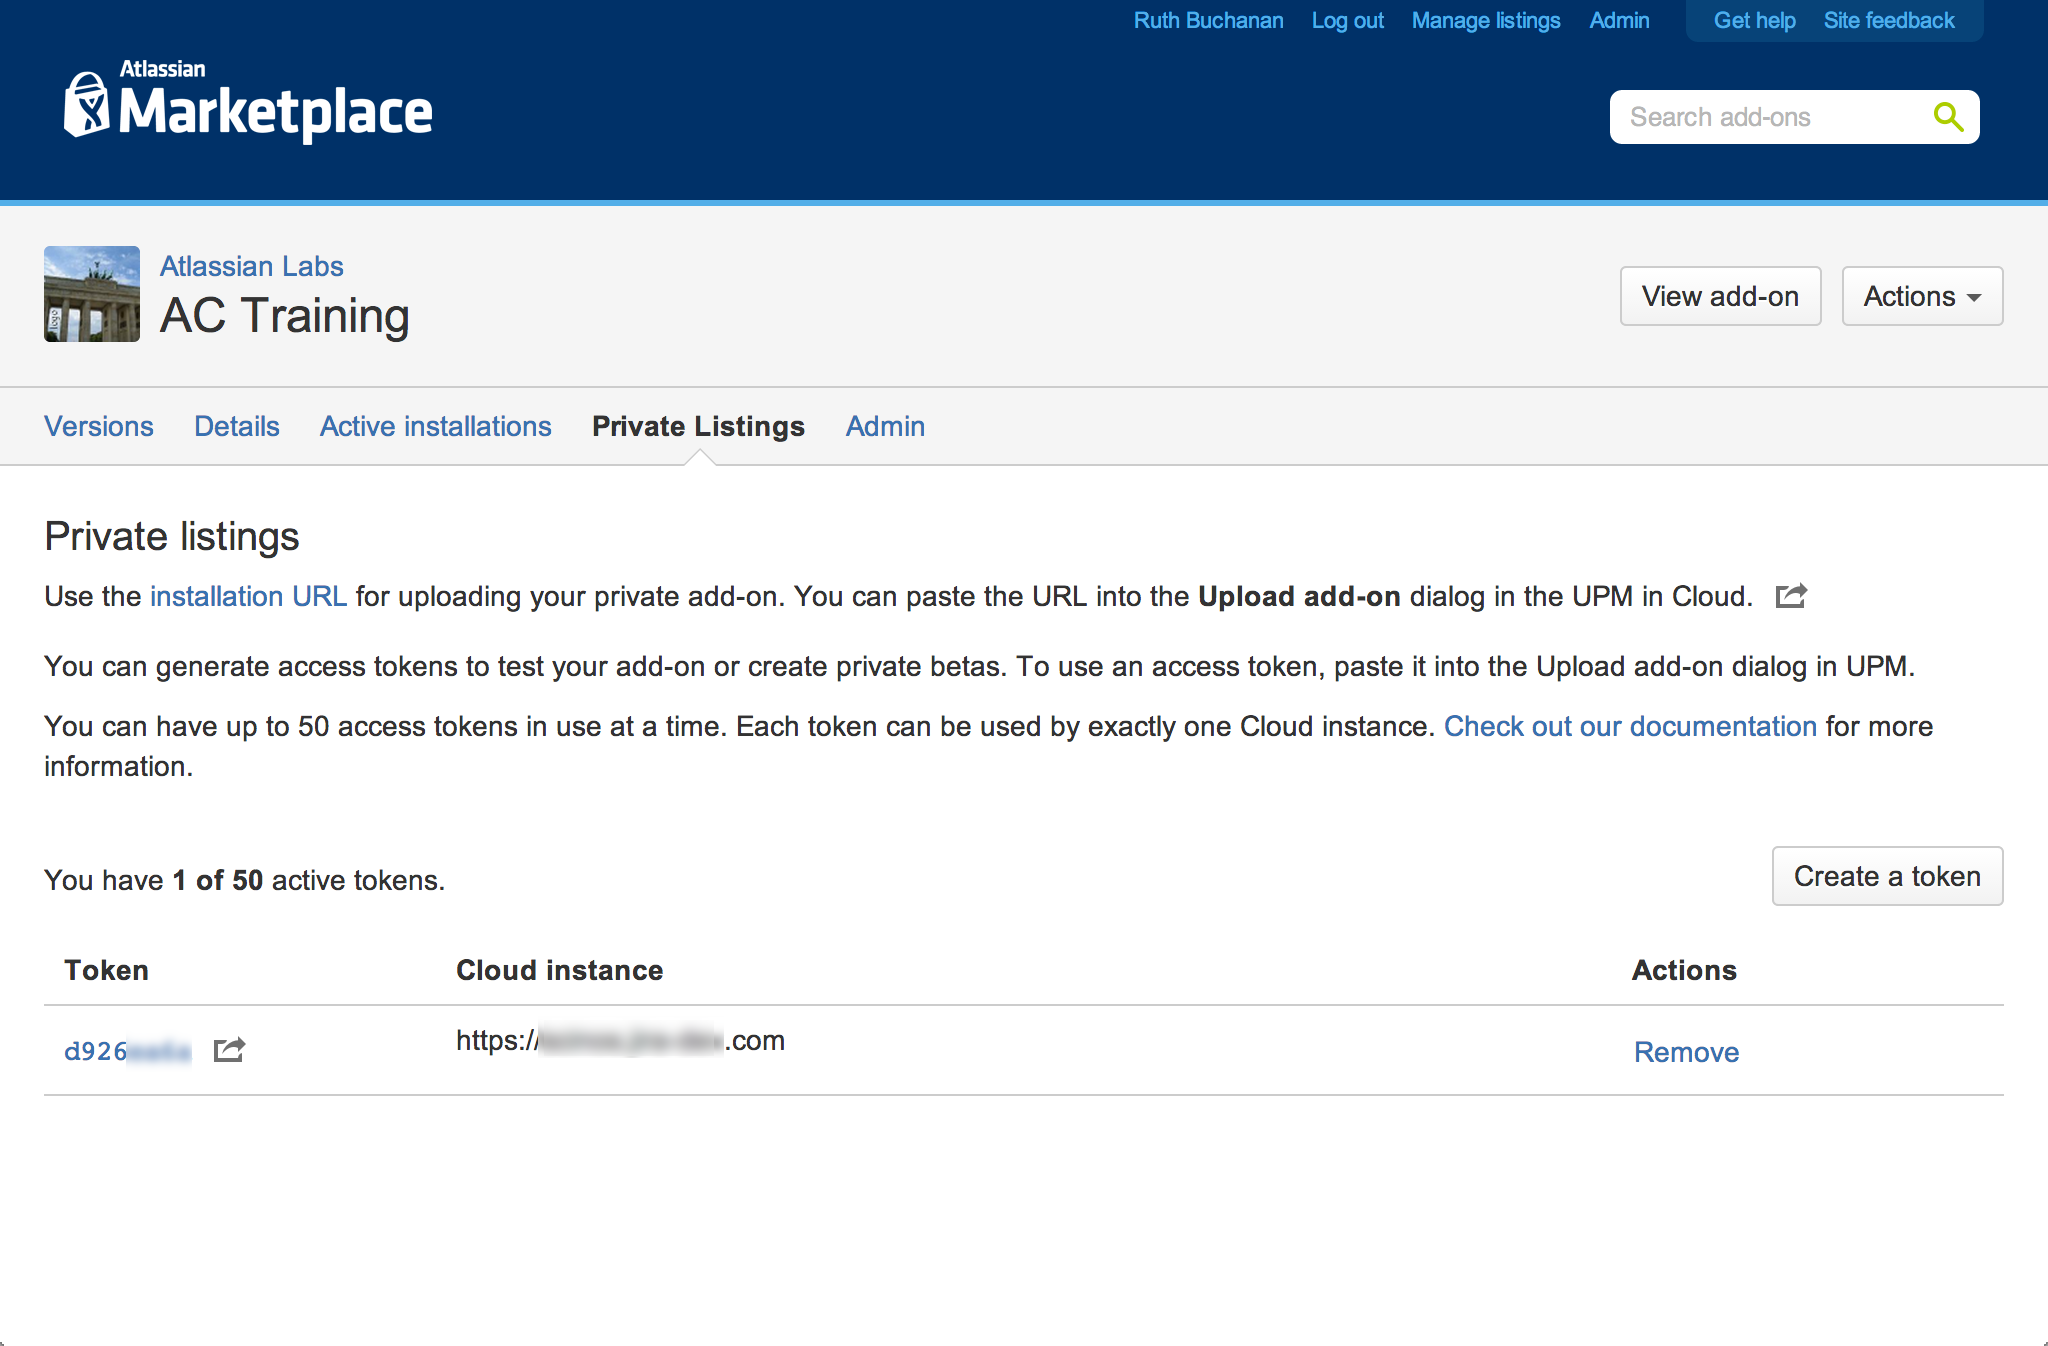 Ruth Buchanan Log out Manage listings Admin Get help Site feedback
Atlassian
Marketplace
Search add-ons
Atlassian Labs
AC Training
View add-on
Actions
logo
Versions Details Active installations Private Listings Admin
Private listings
Use the installation URL for uploading your private add-on. You can paste the URL into the Upload add-on dialog in the UPM in Cloud.
You can generate access tokens to test your add-on or create private betas. To use an access token, paste it into the Upload add-on dialog in UPM.
You can have up to 50 access tokens in use at a time. Each token can be used by exactly one Cloud instance. Check out our documentation for more
information.
You have 1 of 50 active tokens.
Create a token
Token Cloud instance Actions
d926 https:// .com Remove